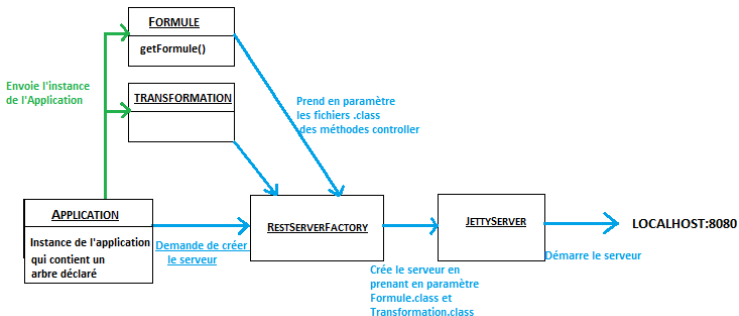 FORMULE
getFormule()
Envoie l'instance
de l'Application
TRANSFORMATION
Prend en paramètre
les fichiers .class
des méthodes controller
APPLICATION
Instance de l'application
qui contient un
arbre déclaré
Demande de créer
le serveur
RESTSERVERFACTORY
JETTYSERVER
LOCALHOST:8080
Démarre le serveur
Crée le serveur en
prenant en paramètre
Formule.class et
Transformation.class